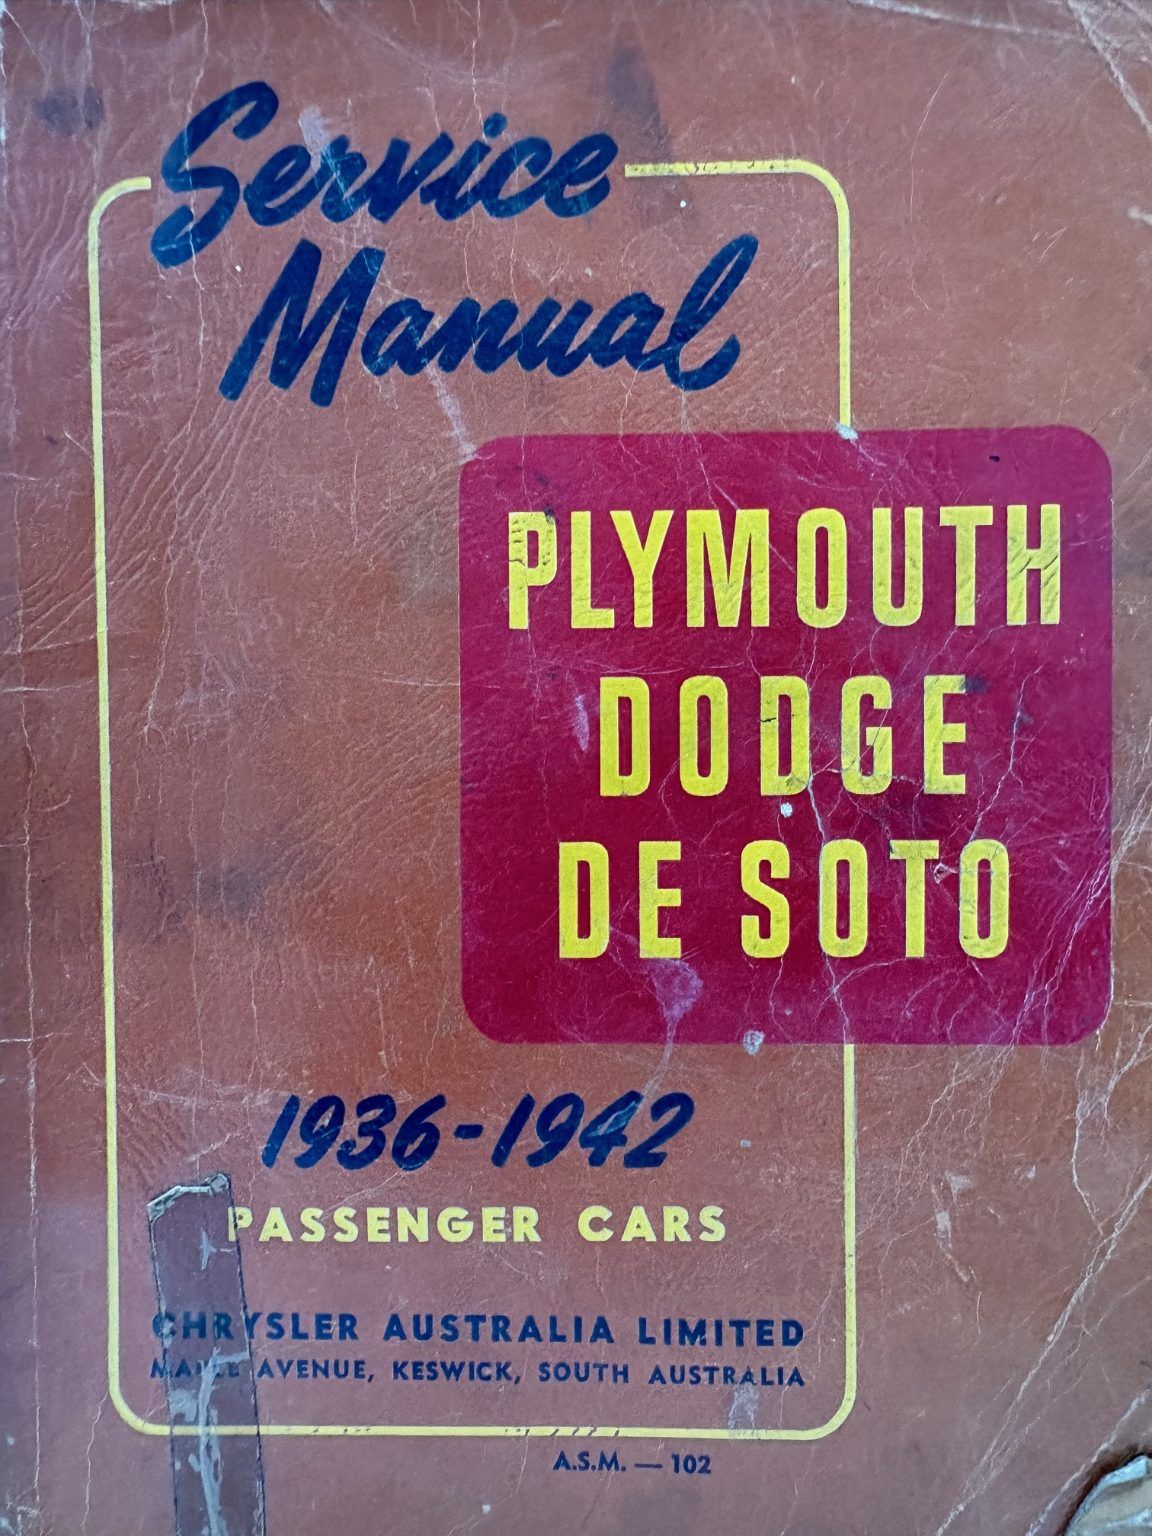 Service
Manual
PLYMOUTH
DODGE
DE SOTO
1936-1942
PASSENGER CARS
CHRYSLER AUSTRALIA LIMITED
AVENUE, KESWICK, SOUTH AUSTRALIA
A.S.M. — 102